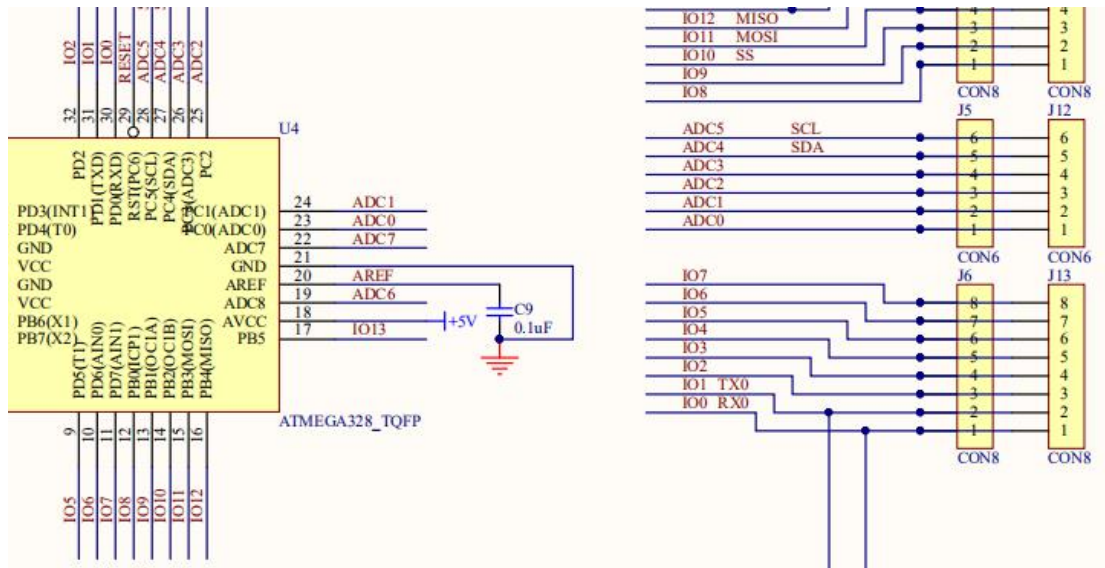 IO2
IO1
IO0
RESET
ADC5
ADC4
ADC3
ADC2
32
31
30
29
28
27
26
25
U4
PD2
PD1(TXD)
PD0(RXD)
RST(PC6)
PC5(SCL)
PC4(SDA)
PC3(ADC3)
PC2
PD3(INT1)
PD4(T0)
GND
VCC
GND
VCC
PB6(X1)
PB7(X2)
PC1(ADC1) 24 ADC1
PC0(ADC0) 23 ADC0
ADC7 22 ADC7
GND 21
AREF 20 AREF
ADC8 19 ADC6
AVCC 18 +5V
PB5 17 IO13
C9
0.1uF
PD5(T1)
PD6(AIN0)
PD7(AIN1)
PB0(ICP1)
PB1(OC1A)
PB2(OC1B)
PB3(MOSI)
PB4(MISO)
ATMEGA328_TQFP
9
10
11
12
13
14
15
16
IO5
IO6
IO7
IO8
IO9
IO10
IO11
IO12
4 4
IO12 MISO 3 3
IO11 MOSI 2 2
IO10 SS 1 1
IO9
IO8
CON8 CON8
J5 J12
ADC5 SCL 6 6
ADC4 SDA 5 5
ADC3 4 4
ADC2 3 3
ADC1 2 2
ADC0 1 1
CON6 CON6
J6 J13
IO7 8 8
IO6 7 7
IO5 6 6
IO4 5 5
IO3 4 4
IO2 3 3
IO1 TX0 2 2
IO0 RX0 1 1
CON8 CON8